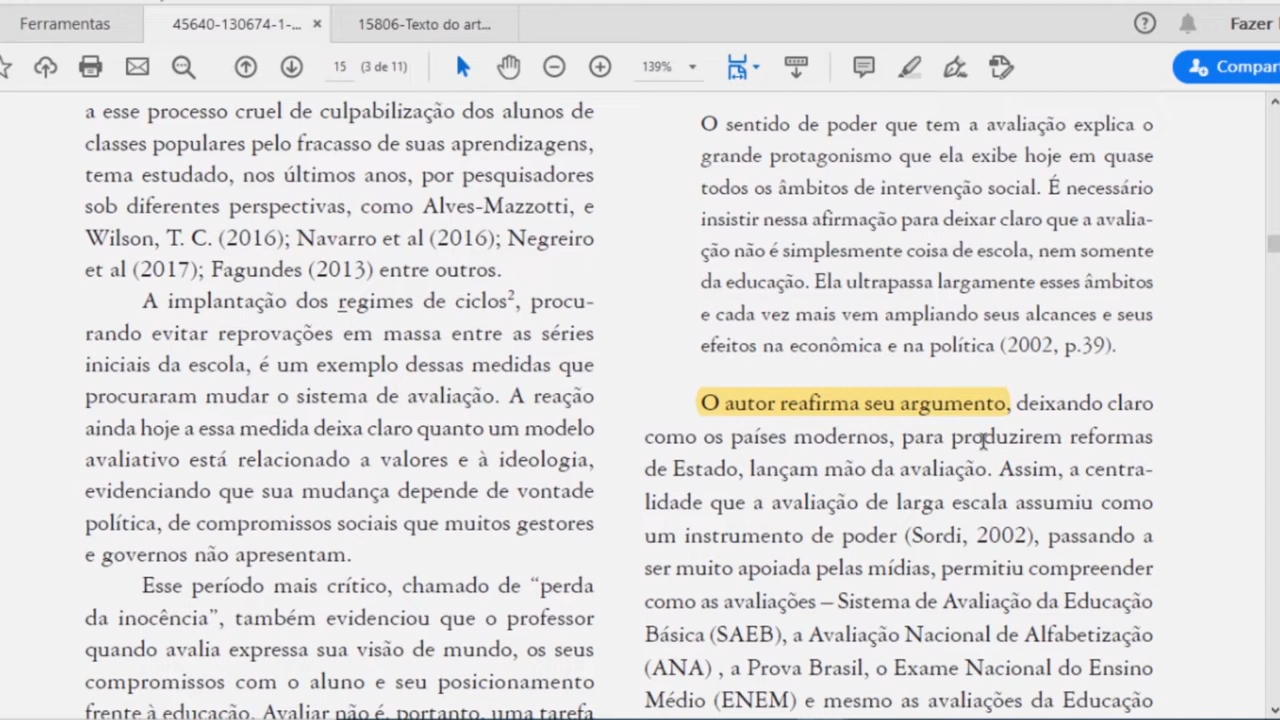 Ferramentas
45640-130674-1-...
15806-Texto do art...
Fazer
15
(3 de 11)
139%
Compar
a esse processo cruel de culpabilização dos alunos de
classes populares pelo fracasso de suas aprendizagens,
tema estudado, nos últimos anos, por pesquisadores
sob diferentes perspectivas, como Alves-Mazzotti, e
Wilson, T. C. (2016); Navarro et al (2016); Negreiro
et al (2017); Fagundes (2013) entre outros.
A implantação dos regimes de ciclos², procu-
rando evitar reprovações em massa entre as séries
iniciais da escola, é um exemplo dessas medidas que
procuraram mudar o sistema de avaliação. A reação
ainda hoje a essa medida deixa claro quanto um modelo
avaliativo está relacionado a valores e à ideologia,
evidenciando que sua mudança depende de vontade
política, de compromissos sociais que muitos gestores
e governos não apresentam.
Esse período mais crítico, chamado de “perda
da inocência”, também evidenciou que o professor
quando avalia expressa sua visão de mundo, os seus
compromissos com o aluno e seu posicionamento
frente à educação. Avaliar não é, portanto, uma tarefa
O sentido de poder que tem a avaliação explica o
grande protagonismo que ela exibe hoje em quase
todos os âmbitos de intervenção social. É necessário
insistir nessa afirmação para deixar claro que a avalia-
ção não é simplesmente coisa de escola, nem somente
da educação. Ela ultrapassa largamente esses âmbitos
e cada vez mais vem ampliando seus alcances e seus
efeitos na econômica e na política (2002, p.39).
O autor reafirma seu argumento, deixando claro
como os países modernos, para produzirem reformas
de Estado, lançam mão da avaliação. Assim, a centra-
lidade que a avaliação de larga escala assumiu como
um instrumento de poder (Sordi, 2002), passando a
ser muito apoiada pelas mídias, permitiu compreender
como as avaliações – Sistema de Avaliação da Educação
Básica (SAEB), a Avaliação Nacional de Alfabetização
(ANA) , a Prova Brasil, o Exame Nacional do Ensino
Médio (ENEM) e mesmo as avaliações da Educação